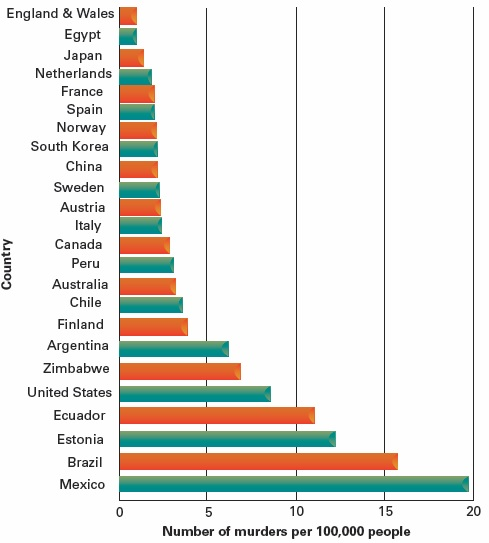 England & Wales
Egypt
Japan
Netherlands
France
Spain
Norway
South Korea
China
Sweden
Austria
Italy
Canada
Peru
Australia
Chile
Finland
Argentina
Zimbabwe
United States
Ecuador
Estonia
Brazil
Mexico
Country
0 5 10 15 20
Number of murders per 100,000 people